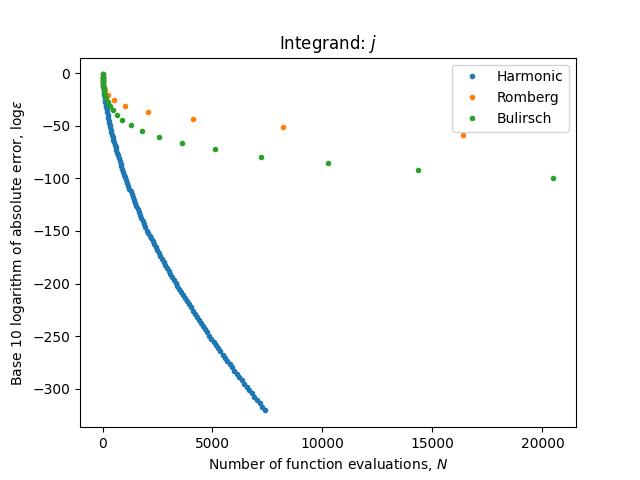 Integrand: j
Harmonic
Romberg
Bulirsch
Base 10 logarithm of absolute error, logε
0
−50
−100
−150
−200
−250
−300
0 5000 10000 15000 20000
Number of function evaluations, N